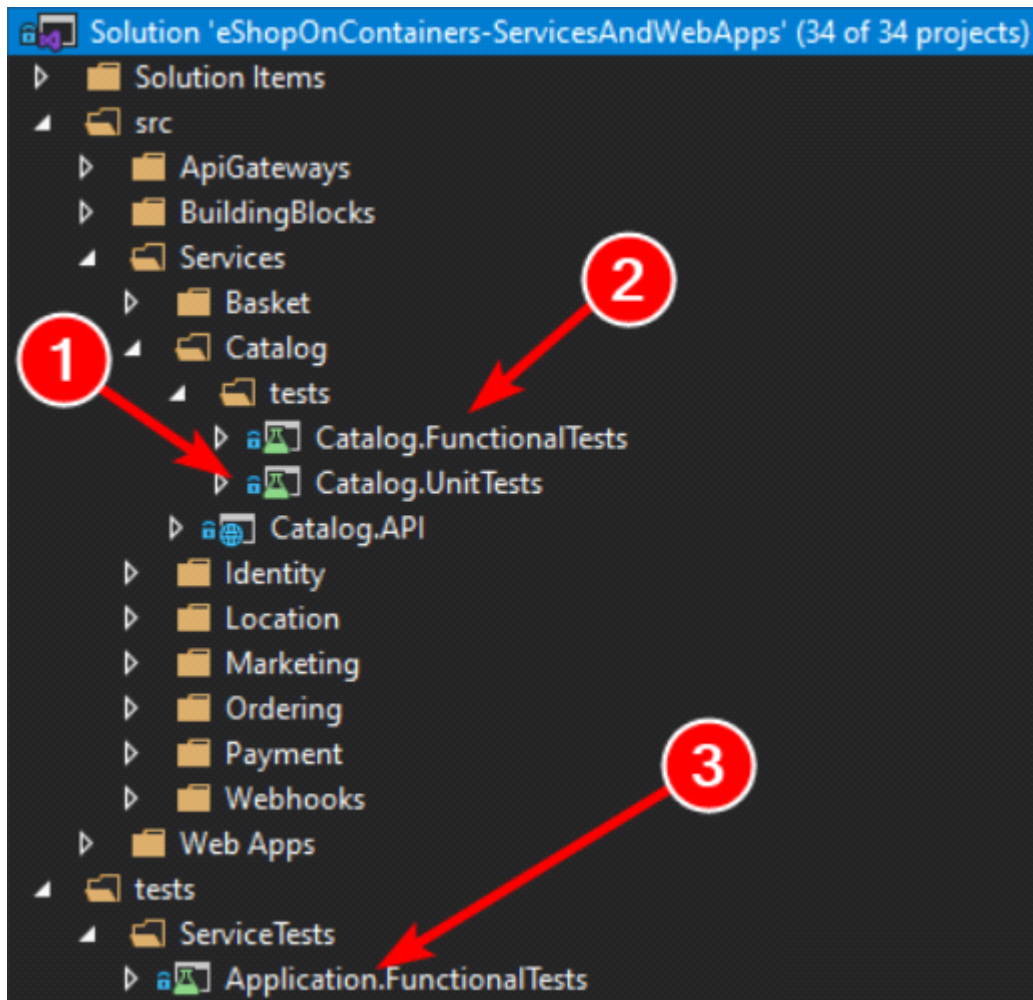 Solution 'eShopOnContainers-ServicesAndWebApps' (34 of 34 projects)
Solution Items
src
ApiGateways
BuildingBlocks
Services
2
Basket
1
Catalog
tests
Catalog.FunctionalTests
Catalog.UnitTests
Catalog.API
Identity
Location
Marketing
Ordering
Payment
3
Webhooks
Web Apps
tests
ServiceTests
Application.FunctionalTests